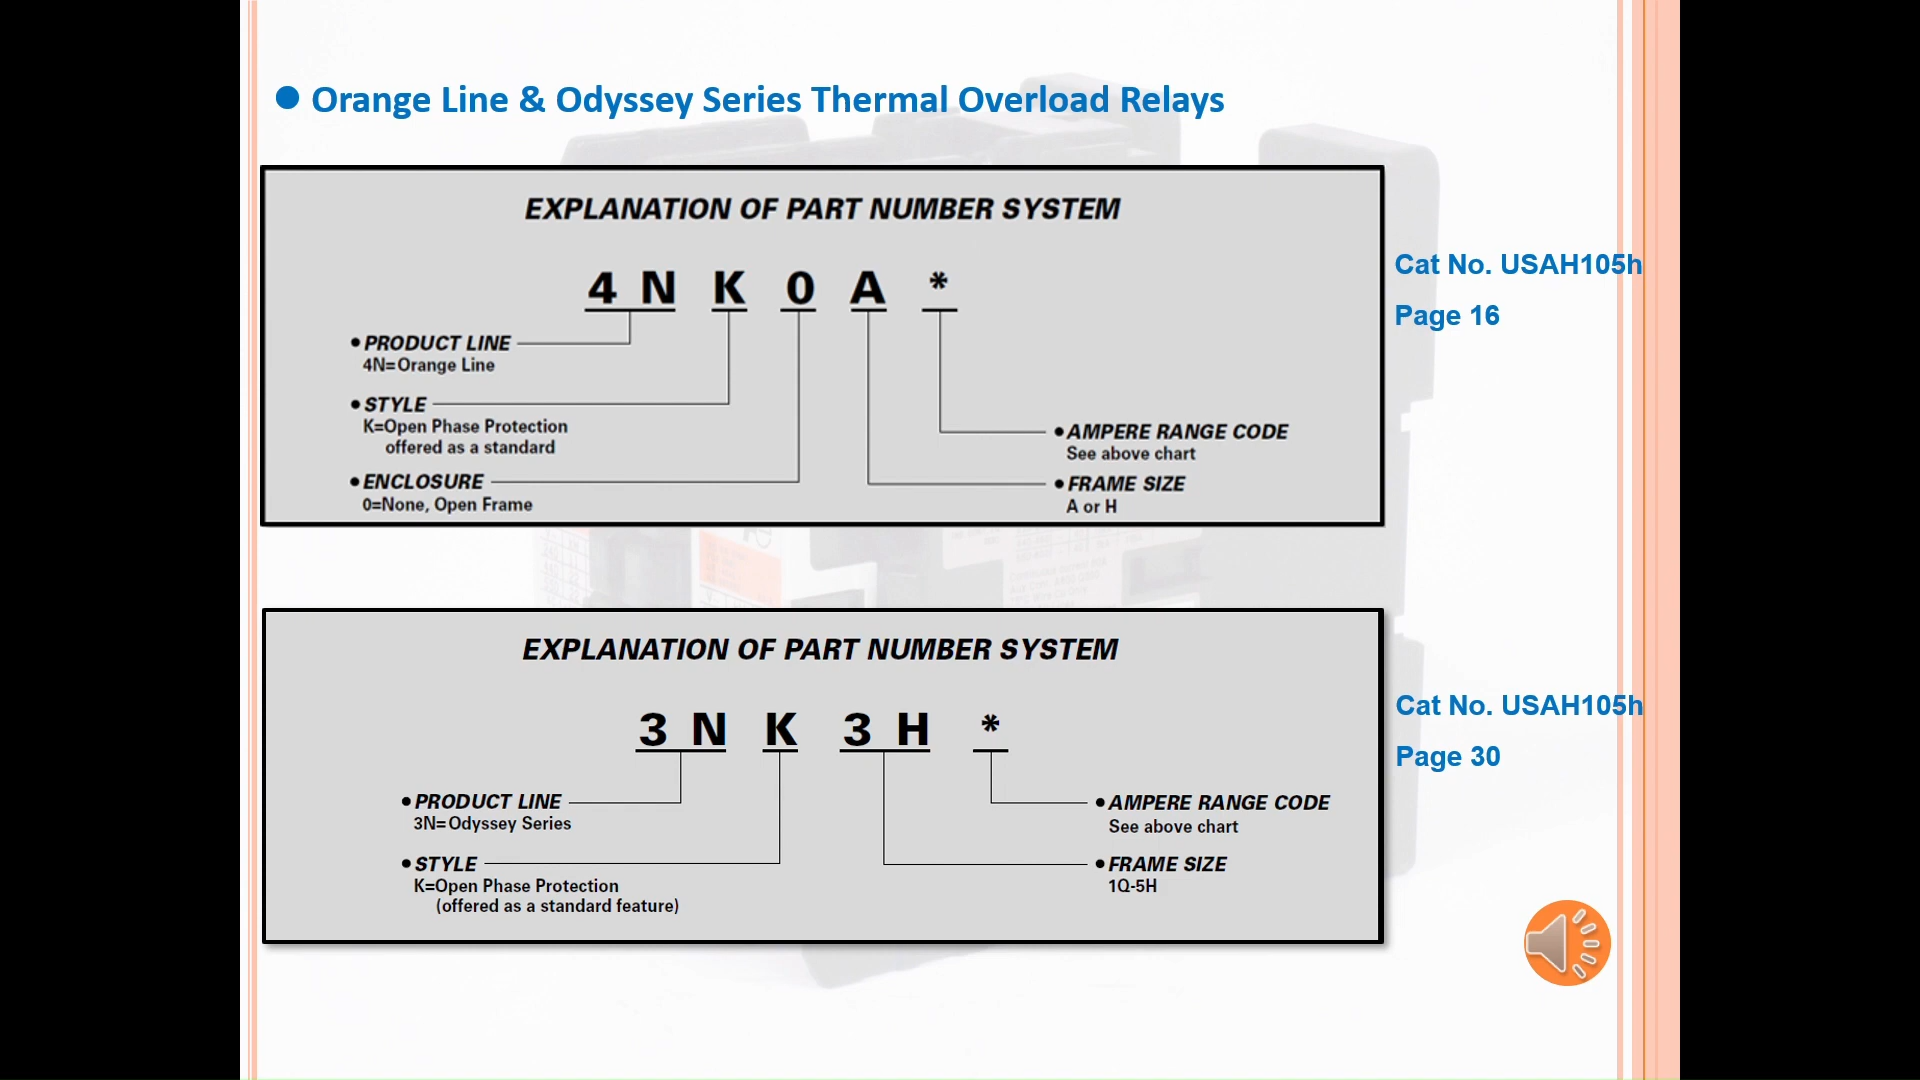 Orange Line & Odyssey Series Thermal Overload Relays
EXPLANATION OF PART NUMBER SYSTEM
4 N K 0 A *
• PRODUCT LINE
4N=Orange Line
• STYLE
K=Open Phase Protection
offered as a standard
• ENCLOSURE
0=None, Open Frame
• AMPERE RANGE CODE
See above chart
• FRAME SIZE
A or H
Cat No. USAH105h
Page 16
EXPLANATION OF PART NUMBER SYSTEM
3 N K 3 H *
• PRODUCT LINE
3N=Odyssey Series
• STYLE
K=Open Phase Protection
(offered as a standard feature)
• AMPERE RANGE CODE
See above chart
• FRAME SIZE
1Q-5H
Cat No. USAH105h
Page 30